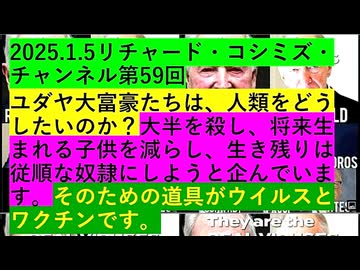 2025.1.5リチャード・コシミズ・
チャンネル第59回
ユダヤ大富豪たちは、人類をどう
したいのか？大半を殺し、将来生
まれる子供を減らし、生き残りは
従順な奴隷にしようと企んでいま
す。そのための道具がウイルスと
ワクチンです。
They are the